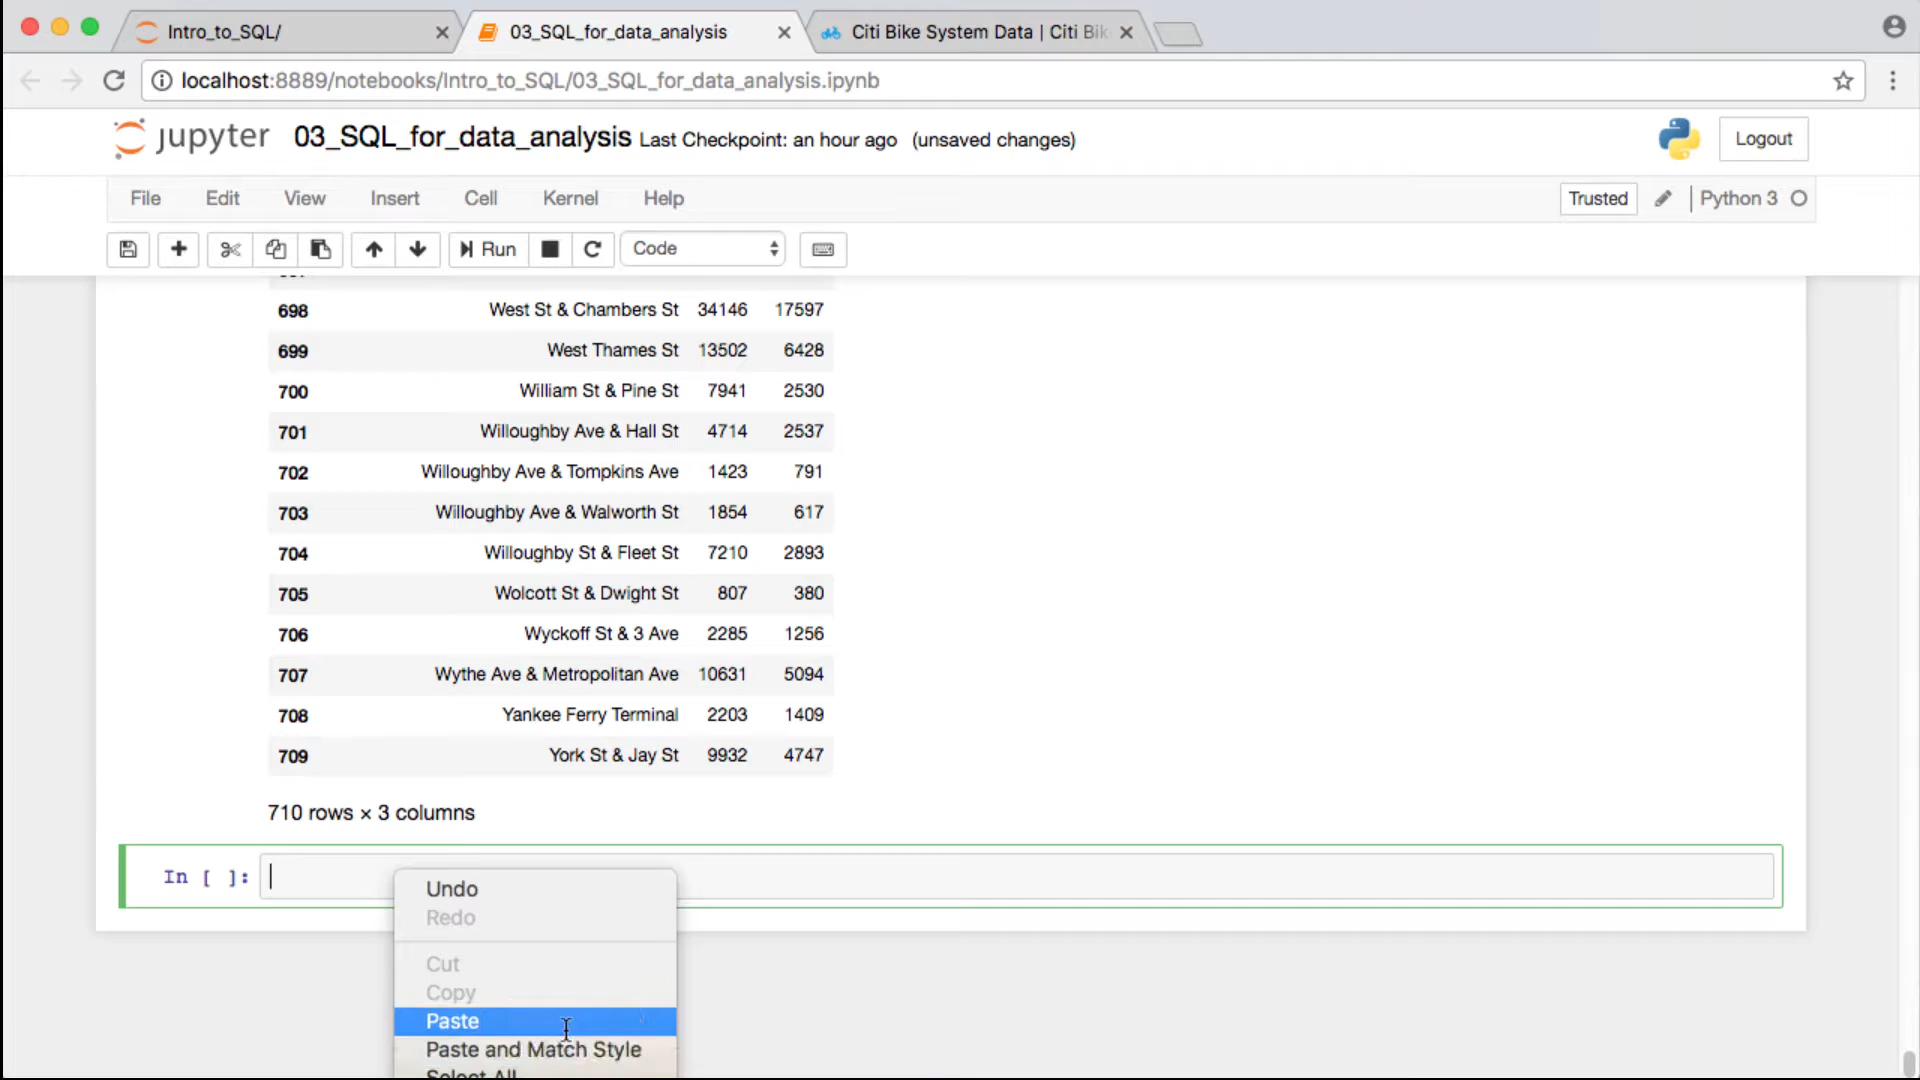 Intro_to_SQL/
03_SQL_for_data_analysis
Citi Bike System Data | Citi Bik
localhost:8889/notebooks/Intro_to_SQL/03_SQL_for_data_analysis.ipynb
jupyter 03_SQL_for_data_analysis Last Checkpoint: an hour ago (unsaved changes)
Logout
File Edit View Insert Cell Kernel Help
Trusted Python 3
Run Code
698 West St & Chambers St 34146 17597
699 West Thames St 13502 6428
700 William St & Pine St 7941 2530
701 Willoughby Ave & Hall St 4714 2537
702 Willoughby Ave & Tompkins Ave 1423 791
703 Willoughby Ave & Walworth St 1854 617
704 Willoughby St & Fleet St 7210 2893
705 Wolcott St & Dwight St 807 380
706 Wyckoff St & 3 Ave 2285 1256
707 Wythe Ave & Metropolitan Ave 10631 5094
708 Yankee Ferry Terminal 2203 1409
709 York St & Jay St 9932 4747
710 rows × 3 columns
In [ ]:
Undo
Redo
Cut
Copy
Paste
Paste and Match Style
Select All